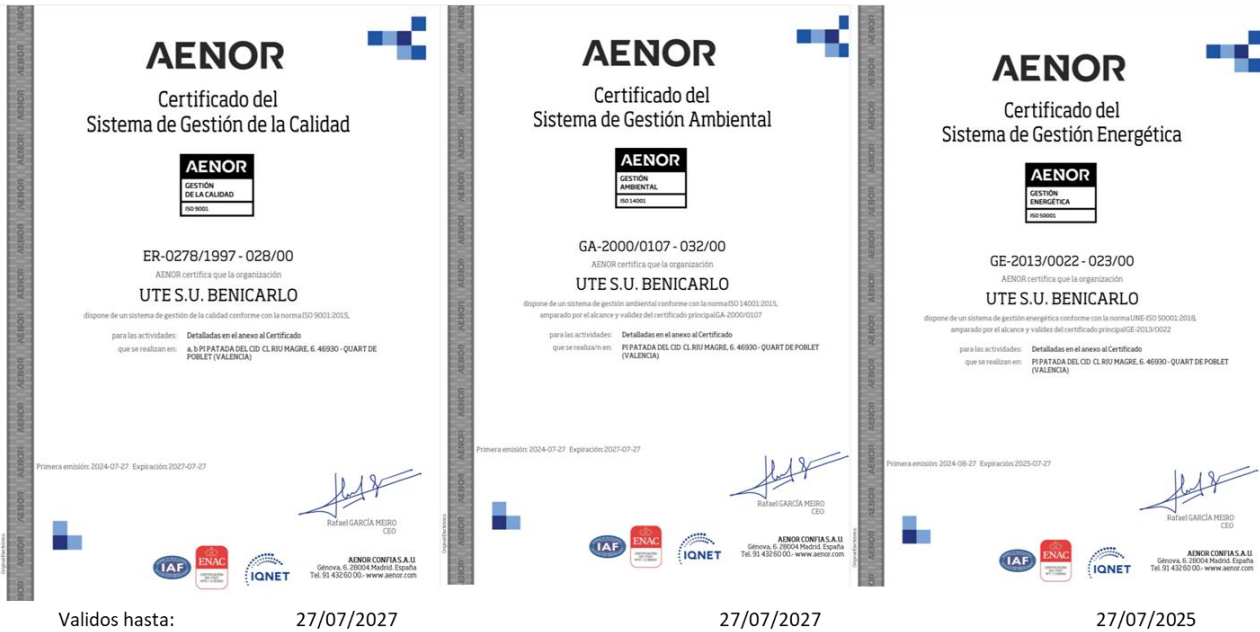 AENOR
Certificado del
Sistema de Gestión de la Calidad
AENOR
GESTIÓN
DE LA CALIDAD
ISO 9001
ER-0278/1997 - 028/00
AENOR certifica que la organización
UTE S.U. BENICARLO
dispone de un sistema de gestión de la calidad conforme con la norma ISO 9001:2015,
para las actividades: Detalladas en el anexo al Certificado
que se realizan en: a, b PI PATADA DEL CID CL RIU MAGRE, 6. 46930 - QUART DE
POBLET (VALENCIA)
Primera emisión: 2024-07-27 Expiración: 2027-07-27
Rafael GARCÍA MEIRO
CEO
IAF
ENAC
IQNET
AENOR CONFIA S.A.U.
Génova, 6. 28004 Madrid. España
Tel. 91 432 60 00.- www.aenor.com
AENOR
Certificado del
Sistema de Gestión Ambiental
AENOR
GESTIÓN
AMBIENTAL
ISO 14001
GA-2000/0107 - 032/00
AENOR certifica que la organización
UTE S.U. BENICARLO
dispone de un sistema de gestión ambiental conforme con la norma ISO 14001:2015,
amparado por el alcance y validez del certificado principal GA-2000/0107
para las actividades: Detalladas en el anexo al Certificado
que se realiza/n en: PI PATADA DEL CID CL RIU MAGRE, 6. 46930 - QUART DE POBLET
(VALENCIA)
Primera emisión: 2024-07-27 Expiración: 2027-07-27
Rafael GARCÍA MEIRO
CEO
IAF
ENAC
IQNET
AENOR CONFIA S.A.U.
Génova, 6. 28004 Madrid. España
Tel. 91 432 60 00.- www.aenor.com
AENOR
Certificado del
Sistema de Gestión Energética
AENOR
GESTIÓN
ENERGÉTICA
ISO 50001
GE-2013/0022 - 023/00
AENOR certifica que la organización
UTE S.U. BENICARLO
dispone de un sistema de gestión energética conforme con la norma UNE-ISO 50001:2018,
amparado por el alcance y validez del certificado principal GE-2013/0022
para las actividades: Detalladas en el anexo al Certificado
que se realizan en: PI PATADA DEL CID CL RIU MAGRE, 6. 46930 - QUART DE POBLET
(VALENCIA)
Primera emisión: 2024-08-27 Expiración: 2025-07-27
Rafael GARCÍA MEIRO
CEO
IAF
ENAC
IQNET
AENOR CONFIA S.A.U.
Génova, 6. 28004 Madrid. España
Tel. 91 432 60 00.- www.aenor.com
Validos hasta: 27/07/2027 27/07/2027 27/07/2025